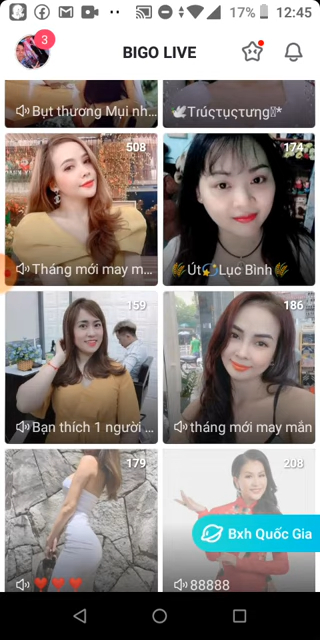 17% 12:45
3
BIGO LIVE
Bụt thương Mụi nh...
508
174
Tháng mới may m...
Út💫Lục Bình
159
186
Bạn thích 1 người ...
tháng mới may mắn
179
208
Bxh Quốc Gia
❤️❤️❤️
88888